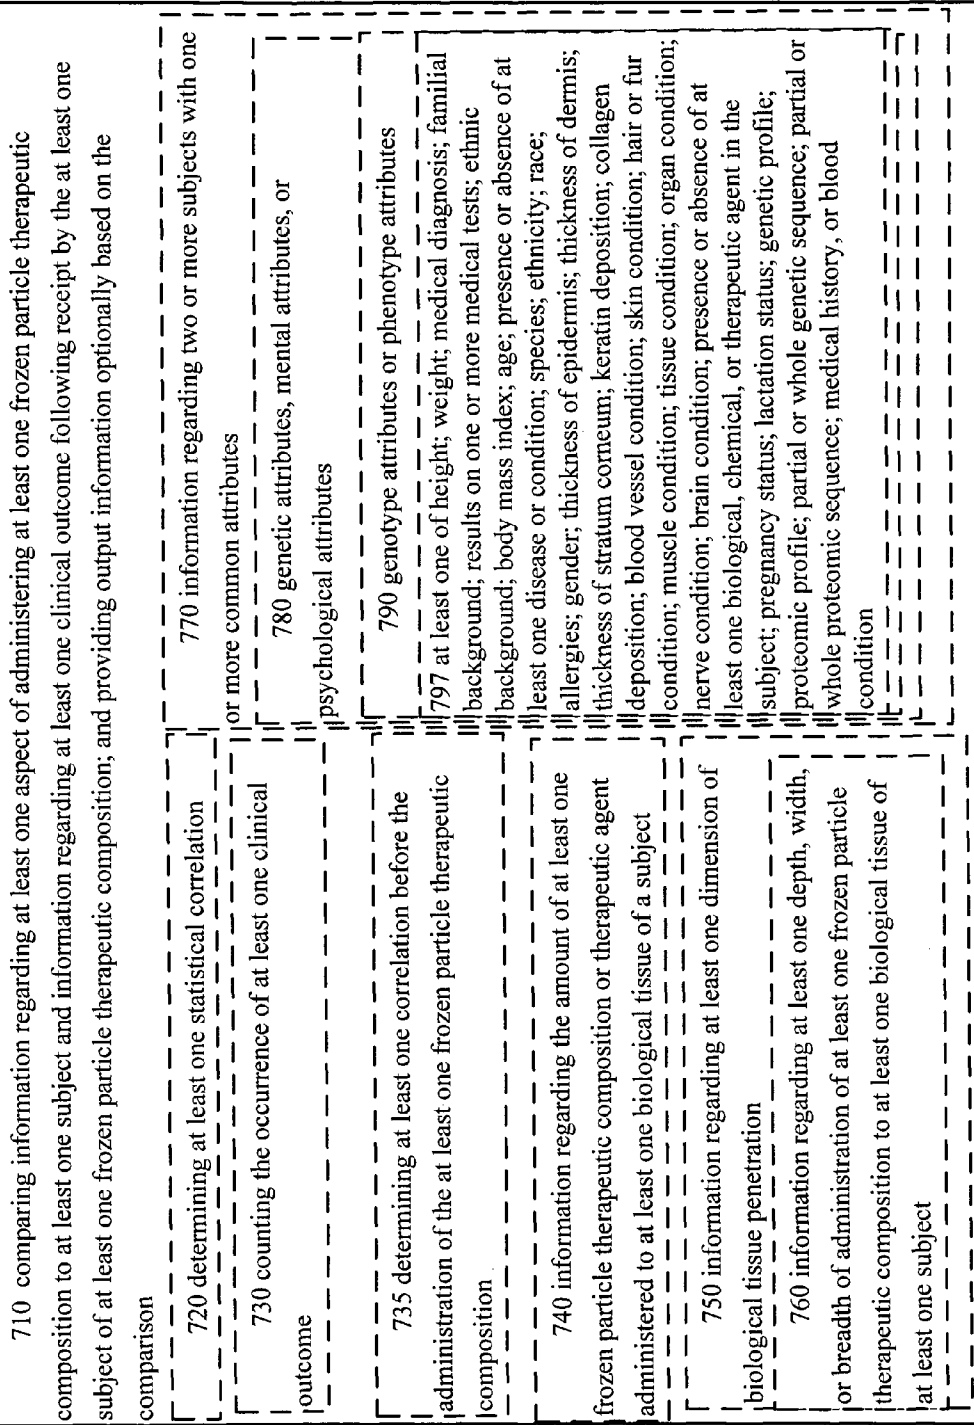 710 comparing information regarding at least one aspect of administering at least one frozen particle therapeutic
composition to at least one subject and information regarding at least one clinical outcome following receipt by the at least one
subject of at least one frozen particle therapeutic composition; and providing output information optionally based on the
comparison
720 determining at least one statistical correlation
730 counting the occurrence of at least one clinical
outcome
735 determining at least one correlation before the
administration of the at least one frozen particle therapeutic
composition
740 information regarding the amount of at least one
frozen particle therapeutic composition or therapeutic agent
administered to at least one biological tissue of a subject
750 information regarding at least one dimension of
biological tissue penetration
760 information regarding at least one depth, width,
or breadth of administration of at least one frozen particle
therapeutic composition to at least one biological tissue of
at least one subject
770 information regarding two or more subjects with one
or more common attributes
780 genetic attributes, mental attributes, or
psychological attributes
790 genotype attributes or phenotype attributes
797 at least one of height; weight; medical diagnosis; familial
background; results on one or more medical tests; ethnic
background; body mass index; age; presence or absence of at
least one disease or condition; species; ethnicity; race;
allergies; gender; thickness of epidermis; thickness of dermis;
thickness of stratum corneum; keratin deposition; collagen
deposition; blood vessel condition; skin condition; hair or fur
condition; muscle condition; tissue condition; organ condition;
nerve condition; brain condition; presence or absence of at
least one biological, chemical, or therapeutic agent in the
subject; pregnancy status; lactation status; genetic profile;
proteomic profile; partial or whole genetic sequence; partial or
whole proteomic sequence; medical history, or blood
condition